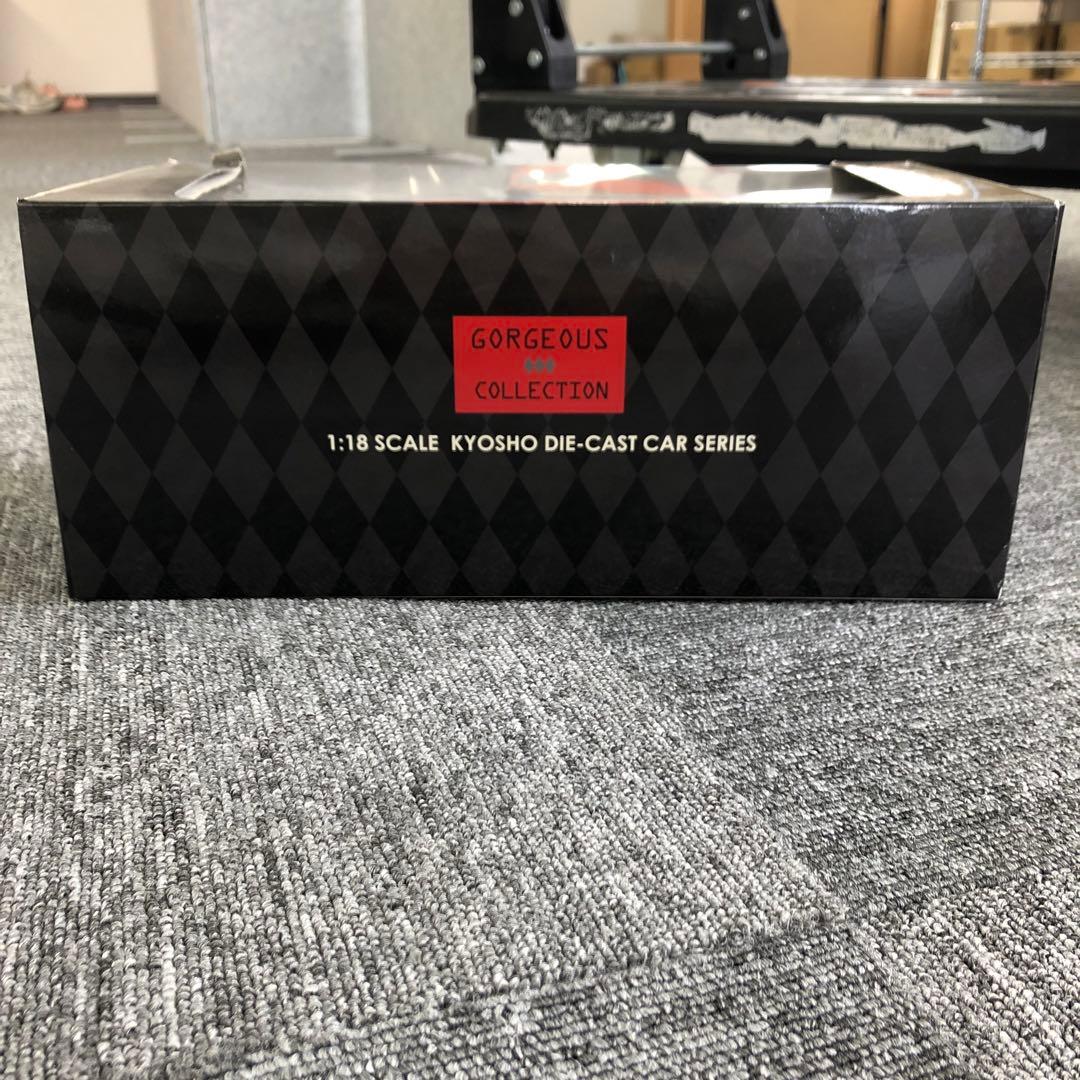 GORGEOUS
COLLECTION
1:18 SCALE KYOSHO DIE-CAST CAR SERIES